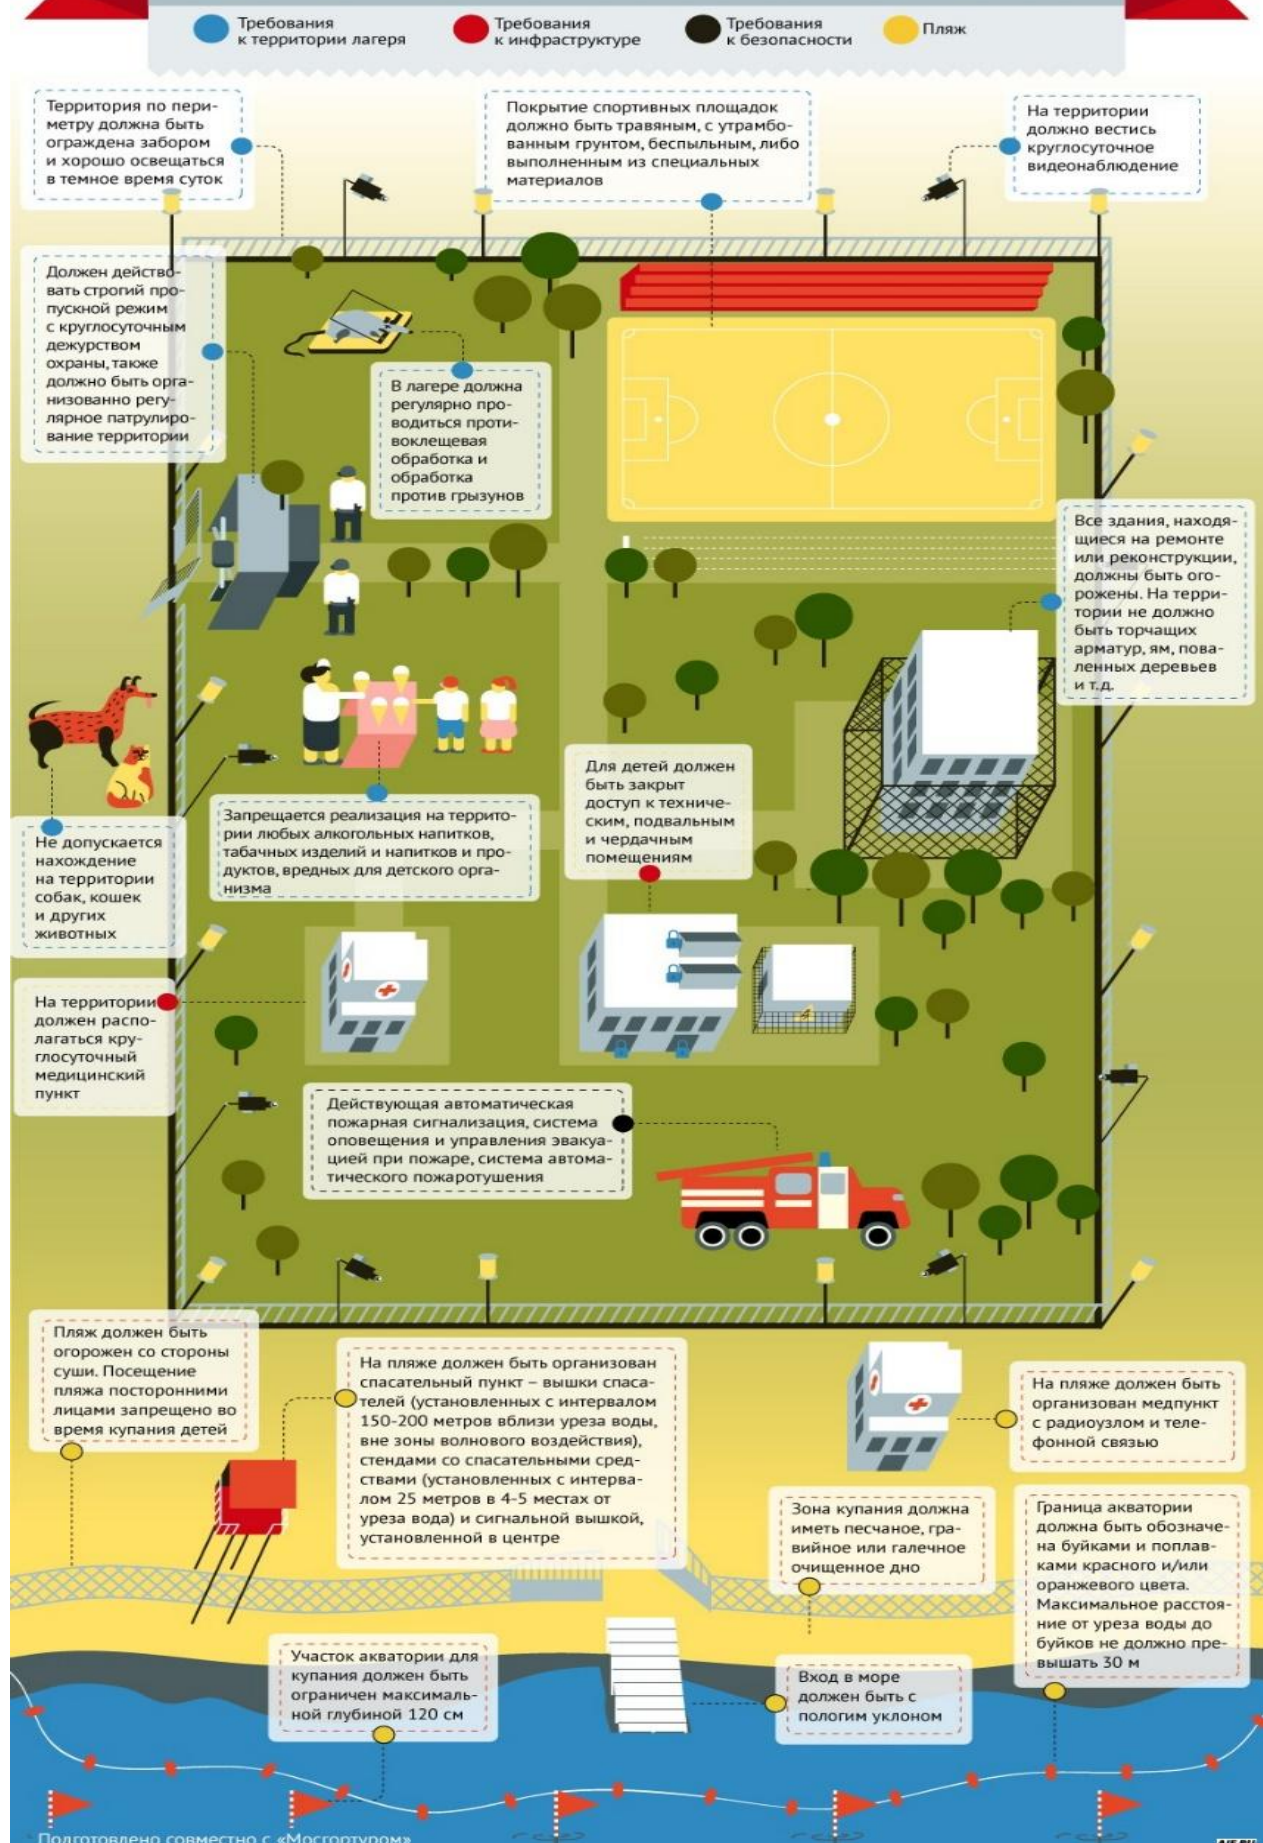 Требования
к территории лагеря
Требования
к инфраструктуре
Требования
к безопасности
Пляж
Территория по пери-
метру должна быть
ограждена забором
и хорошо освещаться
в темное время суток
Покрытие спортивных площадок
должно быть травяным, с утрамбо-
ванным грунтом, беспыльным, либо
выполненным из специальных
материалов
На территории
должно вестись
круглосуточное
видеонаблюдение
Должен действо-
вать строгий про-
пускной режим
с круглосуточным
дежурством
охраны, также
должно быть орга-
низованно регу-
лярное патрулиро-
вание территории
В лагере должна
регулярно про-
водиться проти-
воклещевая
обработка и
обработка
против грызунов
Все здания, находя-
щиеся на ремонте
или реконструкции,
должны быть ого-
рожены. На терри-
тории не должно
быть торчащих
арматур, ям, пова-
ленных деревьев
и т.д.
Для детей должен
быть закрыт
доступ к техниче-
ским, подвальным
и чердачным
помещениям
Запрещается реализация на террито-
рии любых алкогольных напитков,
табачных изделий и напитков и про-
дуктов, вредных для детского орга-
низма
Не допускается
нахождение
на территории
собак, кошек
и других
животных
На территории
должен распо-
лагаться кру-
глосуточный
медицинский
пункт
Действующая автоматическая
пожарная сигнализация, система
оповещения и управления эвакуа-
цией при пожаре, система автома-
тического пожаротушения
Пляж должен быть
огорожен со стороны
суши. Посещение
пляжа посторонними
лицами запрещено во
время купания детей
На пляже должен быть организован
спасательный пункт – вышки спаса-
телей (установленных с интервалом
150-200 метров вблизи уреза воды,
вне зоны волнового воздействия),
стендами со спасательными сред-
ствами (установленных с интерва-
лом 25 метров в 4-5 местах от
уреза вода) и сигнальной вышкой,
установленной в центре
На пляже должен быть
организован медпункт
с радиоузлом и теле-
фонной связью
Зона купания должна
иметь песчаное, гра-
вийное или галечное
очищенное дно
Граница акватории
должна быть обозначе-
на буйками и поплав-
ками красного и/или
оранжевого цвета.
Максимальное расстоя-
ние от уреза воды до
буйков не должно пре-
вышать 30 м
Участок акватории для
купания должен быть
ограничен максималь-
ной глубиной 120 см
Вход в море
должен быть с
пологим уклоном
Подготовлено совместно с «Мосгортуром»